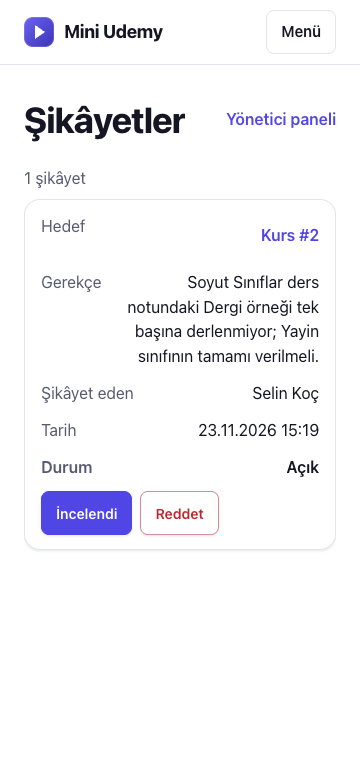 Mini Udemy
Menü
Şikâyetler
Yönetici paneli
1 şikâyet
Hedef
Kurs #2
Gerekçe
Soyut Sınıflar ders
notundaki Dergi örneği tek
başına derlenmiyor; Yayin
sınıfının tamamı verilmeli.
Şikâyet eden
Selin Koç
Tarih
23.11.2026 15:19
Durum
Açık
İncelendi
Reddet